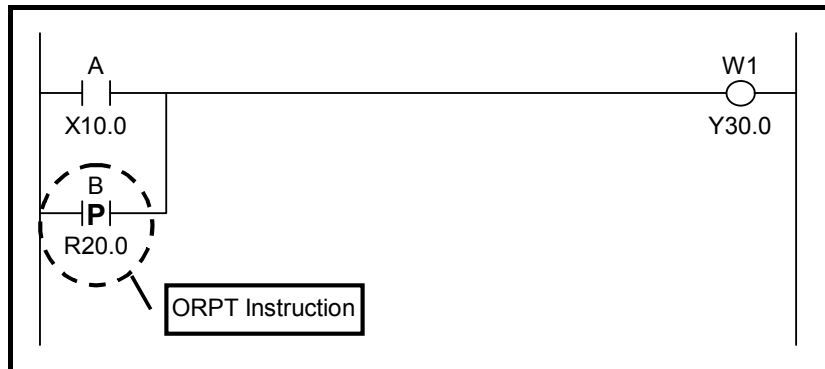 A W1
X10.0 Y30.0
B
P
R20.0
ORPT Instruction